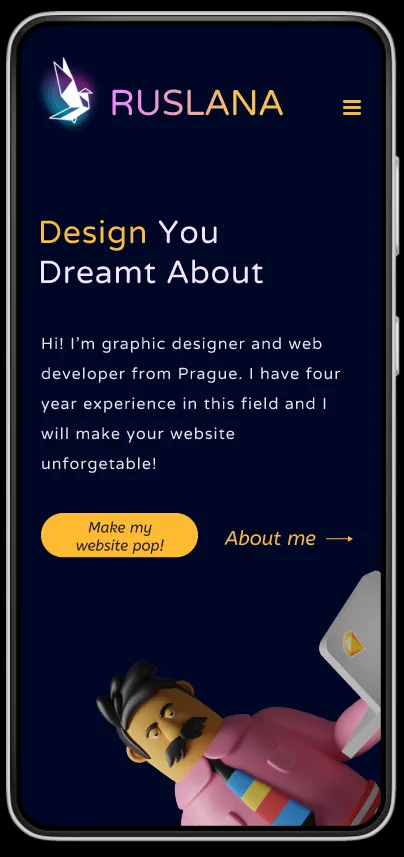 RUSLANA
Design You
Dreamt About
Hi! I’m graphic designer and web
developer from Prague. I have four
year experience in this field and I
will make your website
unforgetable!
Make my
website pop!
About me